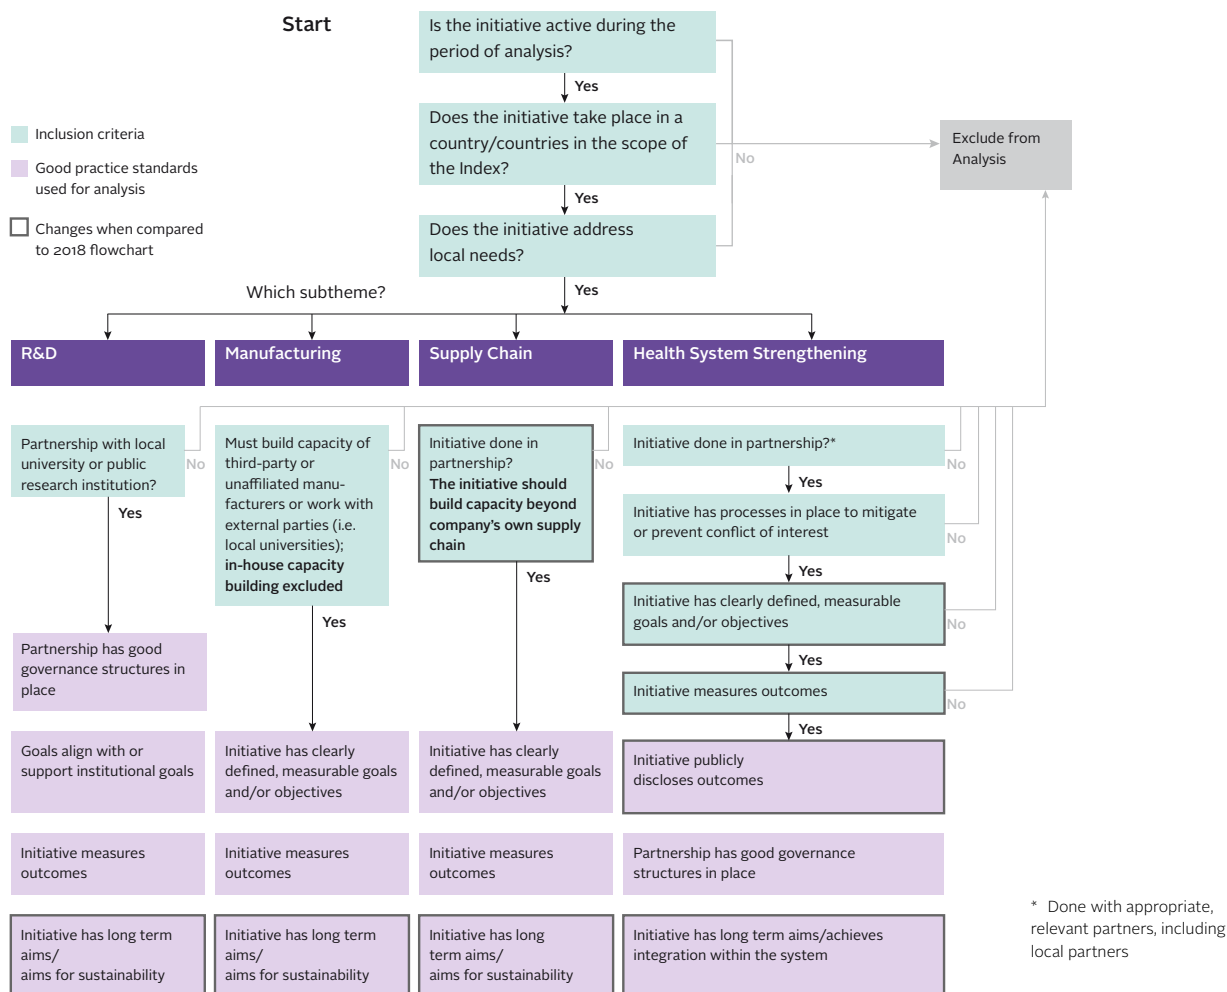 Start
Is the initiative active during the
period of analysis?
Yes
Does the initiative take place in a
country/countries in the scope of
the Index?
No
Exclude from
Analysis
Inclusion criteria
Good practice standards
used for analysis
Changes when compared
to 2018 flowchart
Yes
Does the initiative address
local needs?
Yes
Which subtheme?
R&D
Manufacturing
Supply Chain
Health System Strengthening
Partnership with local
university or public
research institution?
No
Yes
Partnership has good
governance structures in
place
Goals align with or
support institutional goals
Initiative measures
outcomes
Initiative has long term
aims/
aims for sustainability
Must build capacity of
third-party or
unaffiliated manu-
facturers or work with
external parties (i.e.
local universities);
in-house capacity
building excluded
No
Yes
Initiative has clearly
defined, measurable goals
and/or objectives
Initiative measures
outcomes
Initiative has long term
aims/
aims for sustainability
Initiative done in
partnership?
The initiative should
build capacity beyond
company's own supply
chain
No
Yes
Initiative has clearly
defined, measurable goals
and/or objectives
Initiative measures
outcomes
Initiative has long
term aims/
aims for sustainability
Initiative done in partnership?*
No
Yes
Initiative has processes in place to mitigate
or prevent conflict of interest
No
Yes
Initiative has clearly defined, measurable
goals and/or objectives
No
Yes
Initiative measures outcomes
No
Yes
Initiative publicly
discloses outcomes
Partnership has good governance
structures in place
Initiative has long term aims/achieves
integration within the system
* Done with appropriate,
relevant partners, including
local partners